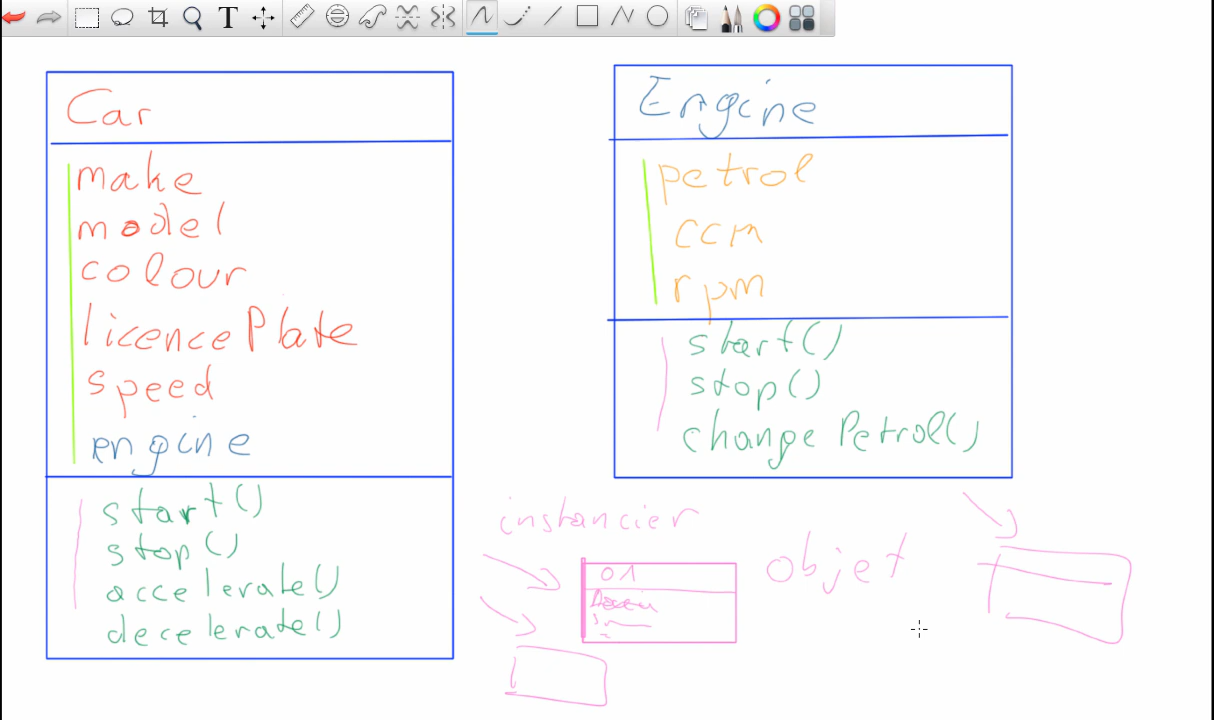 T
Car
make
model
colour
licencePlate
speed
engine
start()
stop()
accelerate()
decelerate()
Engine
petrol
ccm
rpm
start()
stop()
changePetrol()
instancier
objet